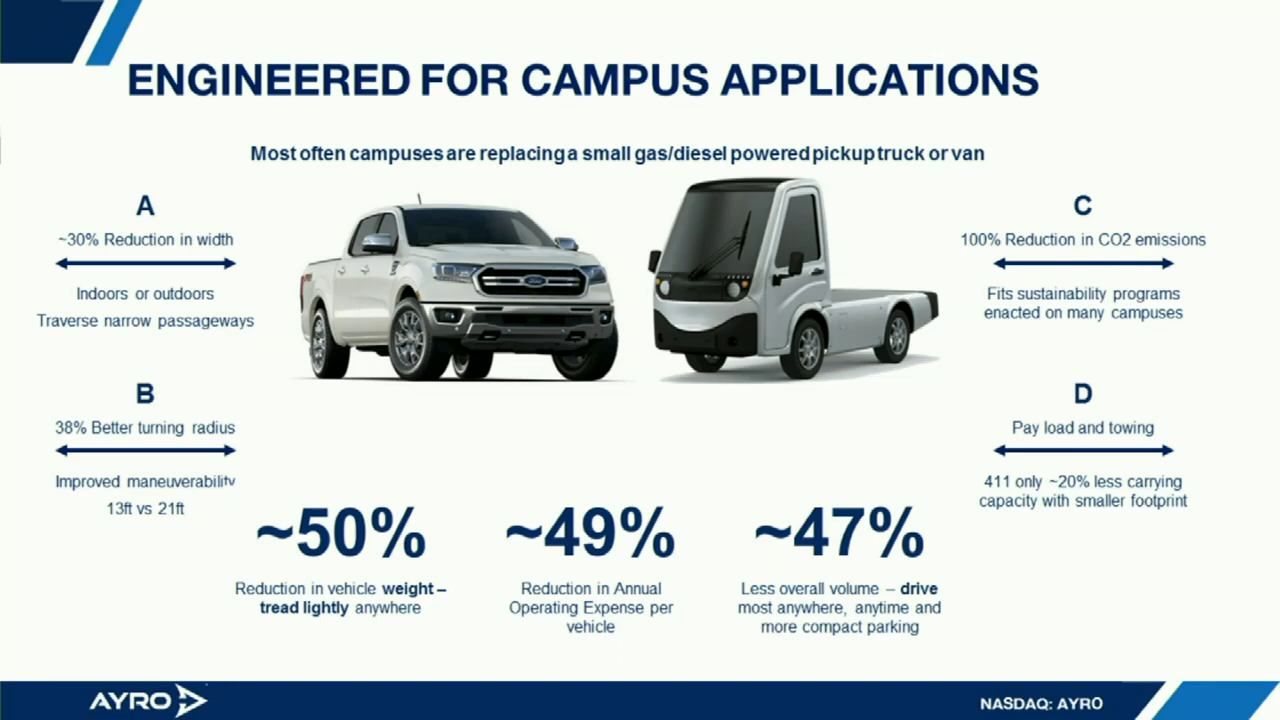 ENGINEERED FOR CAMPUS APPLICATIONS
Most often campuses are replacing a small gas/diesel powered pickup truck or van
A
~30% Reduction in width
Indoors or outdoors
Traverse narrow passageways
B
38% Better turning radius
Improved maneuverability
13ft vs 21ft
C
100% Reduction in CO2 emissions
Fits sustainability programs
enacted on many campuses
D
Pay load and towing
411 only ~20% less carrying
capacity with smaller footprint
Ford
~50%
Reduction in vehicle weight –
tread lightly anywhere
~49%
Reduction in Annual
Operating Expense per
vehicle
~47%
Less overall volume – drive
most anywhere, anytime and
more compact parking
AYRO
NASDAQ: AYRO